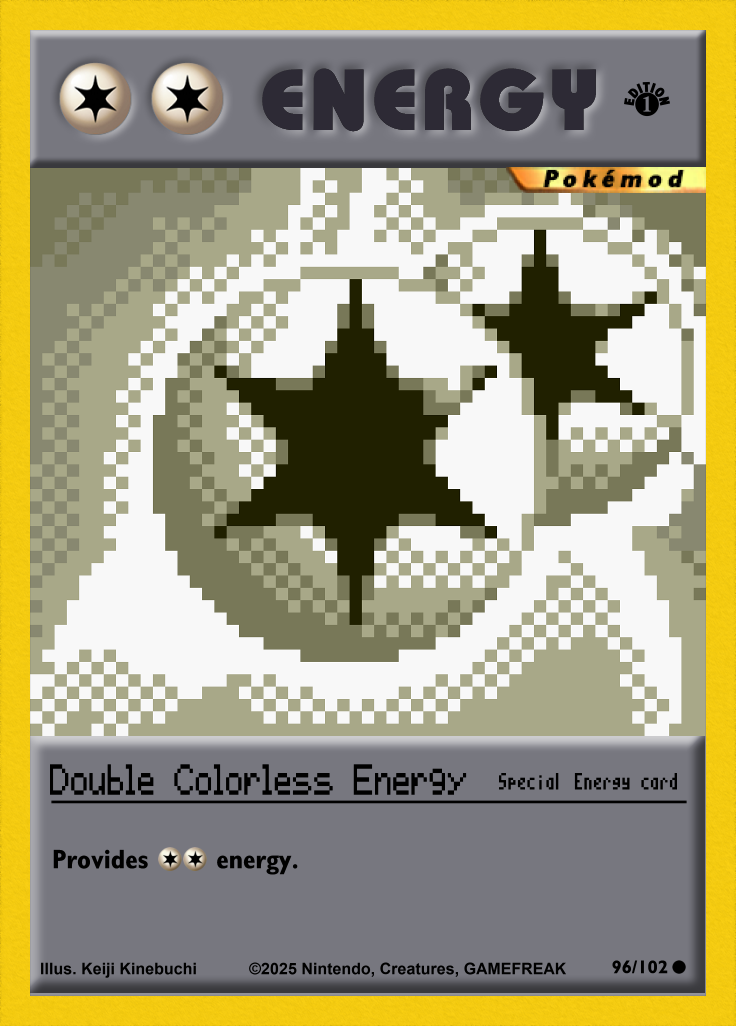 ENERGY
EDITION 1
Pokémod
Double Colorless Energy Special Energy card
Provides energy.
Illus. Keiji Kinebuchi ©2025 Nintendo, Creatures, GAMEFREAK 96/102